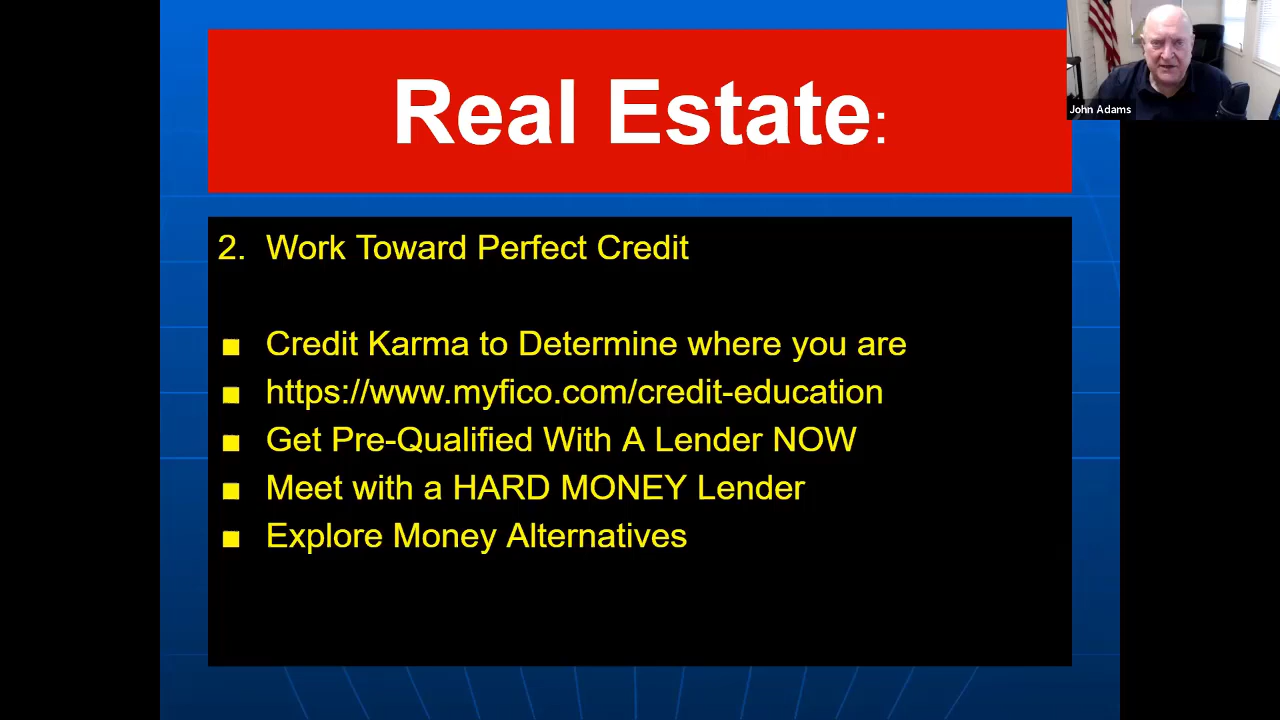 Real Estate:
John Adams
2. Work Toward Perfect Credit
■ Credit Karma to Determine where you are
■ https://www.myfico.com/credit-education
■ Get Pre-Qualified With A Lender NOW
■ Meet with a HARD MONEY Lender
■ Explore Money Alternatives